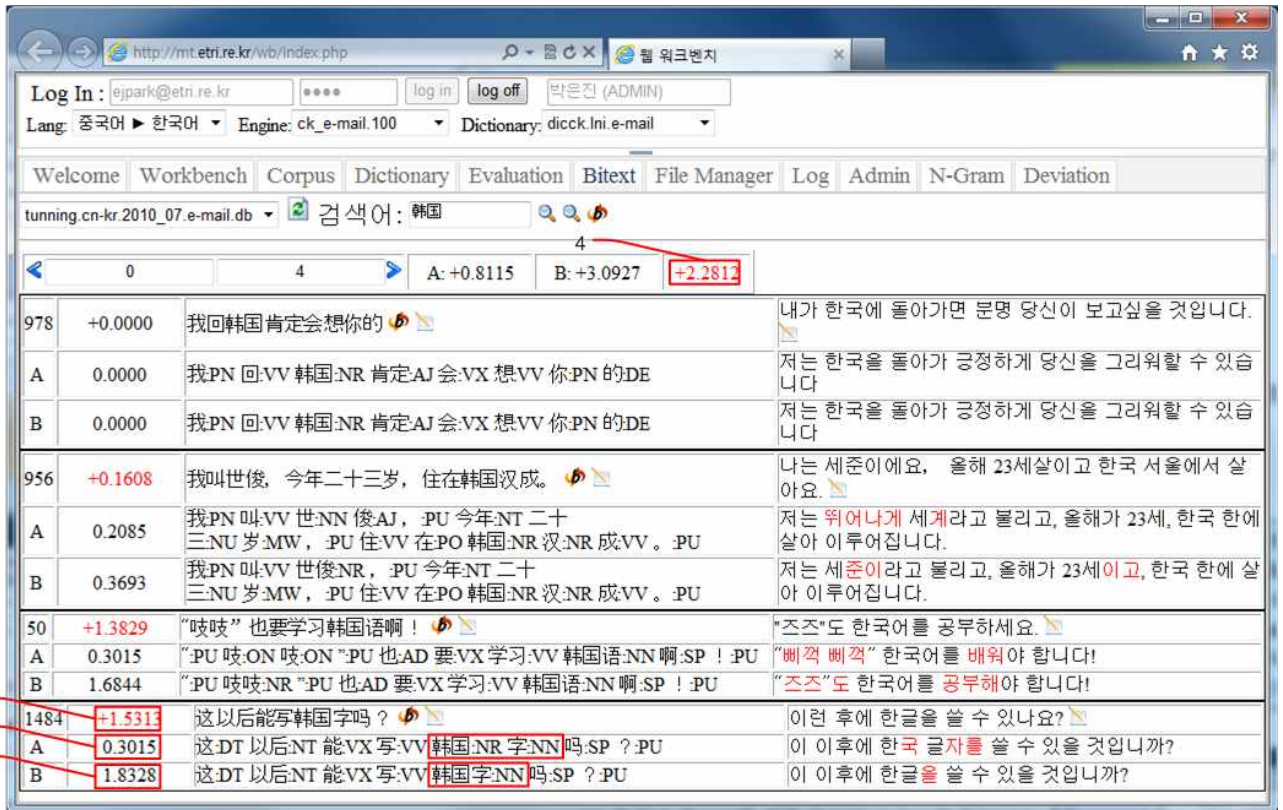 http://mt.etri.re.kr/wb/index.php
웹 워크벤치
Log In : ejpark@etri.re.kr •••• log in log off 박은진 (ADMIN)
Lang: 중국어 ► 한국어 Engine: ck_e-mail.100 Dictionary: dicck.lni.e-mail
Welcome Workbench Corpus Dictionary Evaluation Bitext File Manager Log Admin N-Gram Deviation
tunning.cn-kr.2010_07.e-mail.db 검색어: 韩国
4
0 4 A: +0.8115 B: +3.0927 +2.2812
978 +0.0000 我回韩国肯定会想你的 내가 한국에 돌아가면 분명 당신이 보고싶을 것입니다.
A 0.0000 我:PN 回:VV 韩国:NR 肯定:AJ 会:VX 想:VV 你:PN 的:DE 저는 한국을 돌아가 긍정하게 당신을 그리워할 수 있습
니다
B 0.0000 我:PN 回:VV 韩国:NR 肯定:AJ 会:VX 想:VV 你:PN 的:DE 저는 한국을 돌아가 긍정하게 당신을 그리워할 수 있습
니다
956 +0.1608 我叫世俊, 今年二十三岁, 住在韩国汉成。 나는 세준이에요, 올해 23세살이고 한국 서울에서 살
아요.
A 0.2085 我:PN 叫:VV 世:NN 俊:AJ , :PU 今年:NT 二十 저는 뛰어나게 세계라고 불리고, 올해가 23세, 한국 한에
三:NU 岁:MW , :PU 住:VV 在:PO 韩国:NR 汉:NR 成:VV 。:PU 살아 이루어집니다.
B 0.3693 我:PN 叫:VV 世俊:NR , :PU 今年:NT 二十 저는 세준이라고 불리고, 올해가 23세이고, 한국 한에 살
三:NU 岁:MW , :PU 住:VV 在:PO 韩国:NR 汉:NR 成:VV 。:PU 아 이루어집니다.
50 +1.3829 “吱吱” 也要学习韩国语啊！ "즈즈"도 한국어를 공부하세요.
A 0.3015 “:PU 吱:ON 吱:ON ”:PU 也:AD 要:VX 学习:VV 韩国语:NN 啊:SP ！:PU “삐꺽 삐꺽” 한국어를 배워야 합니다!
B 1.6844 “:PU 吱吱:NR ”:PU 也:AD 要:VX 学习:VV 韩国语:NN 啊:SP ！:PU “즈즈”도 한국어를 공부해야 합니다!
1484 +1.5313 这以后能写韩国字吗？ 이런 후에 한글을 쓸 수 있나요?
A 0.3015 这:DT 以后:NT 能:VX 写:VV 韩国:NR 字:NN 吗:SP ？:PU 이 이후에 한국 글자를 쓸 수 있을 것입니까?
B 1.8328 这:DT 以后:NT 能:VX 写:VV 韩国字:NN 吗:SP ？:PU 이 이후에 한글을 쓸 수 있을 것입니까?